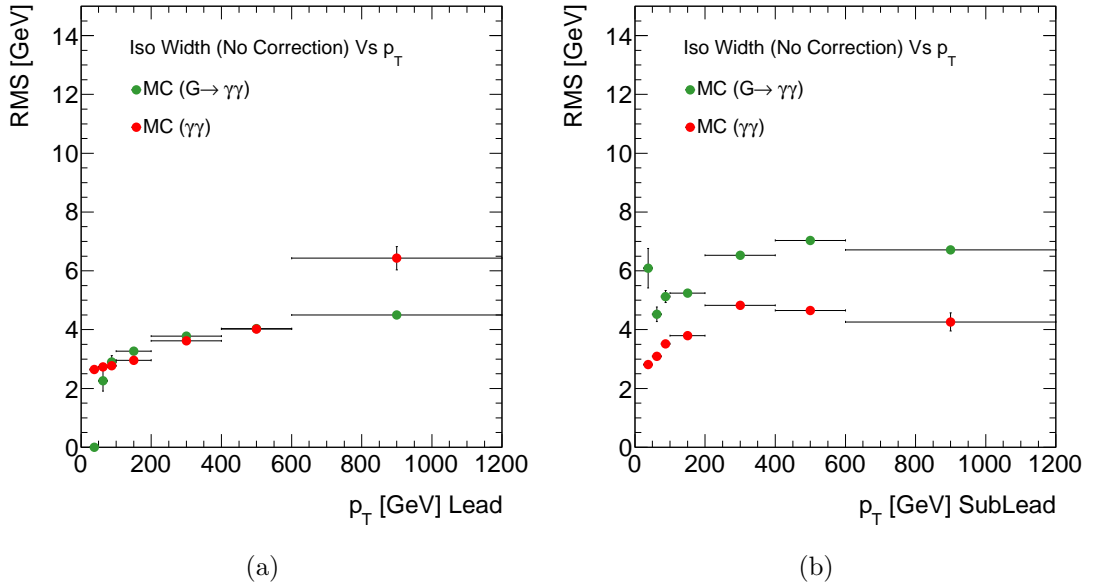 RMS [GeV]
14
12
10
8
6
4
2
0
Iso Width (No Correction) Vs p_T
MC (G→ γγ)
MC (γγ)
0 200 400 600 800 1000 1200
p_T [GeV] Lead
(a)
RMS [GeV]
14
12
10
8
6
4
2
0
Iso Width (No Correction) Vs p_T
MC (G→ γγ)
MC (γγ)
0 200 400 600 800 1000 1200
p_T [GeV] SubLead
(b)